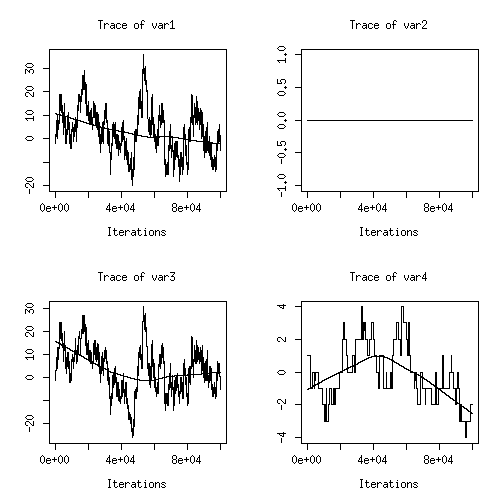 Trace of var1
Trace of var2
30
20
10
0
-20
0e+00 4e+04 8e+04
Iterations
1.0
0.5
0.0
-0.5
-1.0
0e+00 4e+04 8e+04
Iterations
Trace of var3
Trace of var4
30
20
10
0
-20
0e+00 4e+04 8e+04
Iterations
4
2
0
-2
-4
0e+00 4e+04 8e+04
Iterations